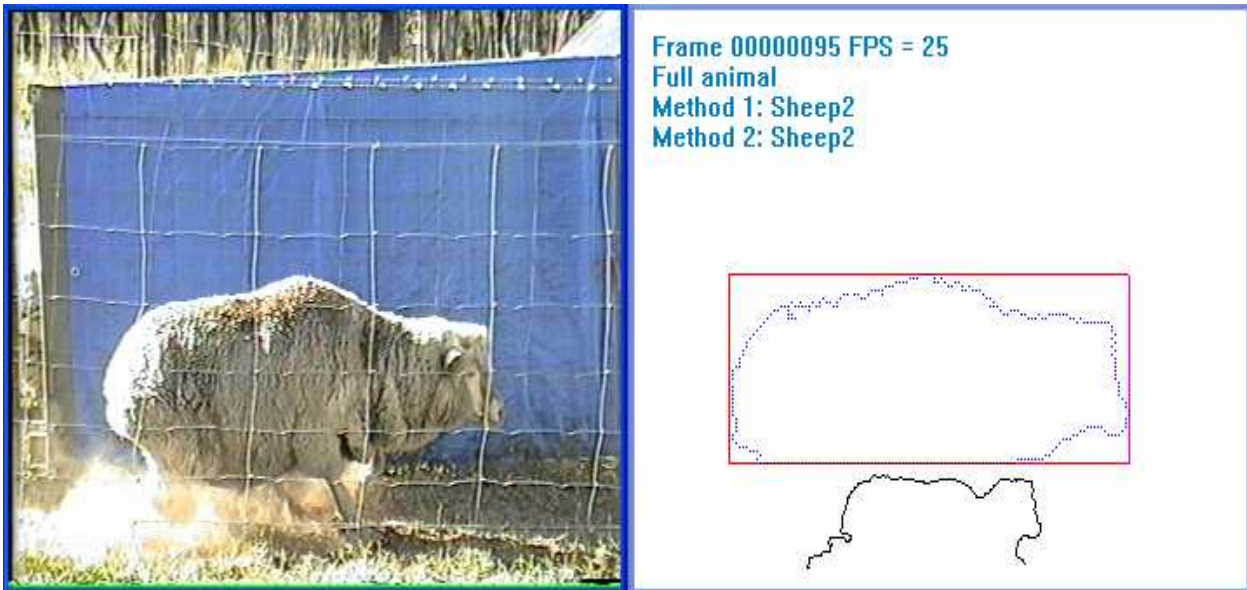 Frame 00000095 FPS = 25
Full animal
Method 1: Sheep2
Method 2: Sheep2